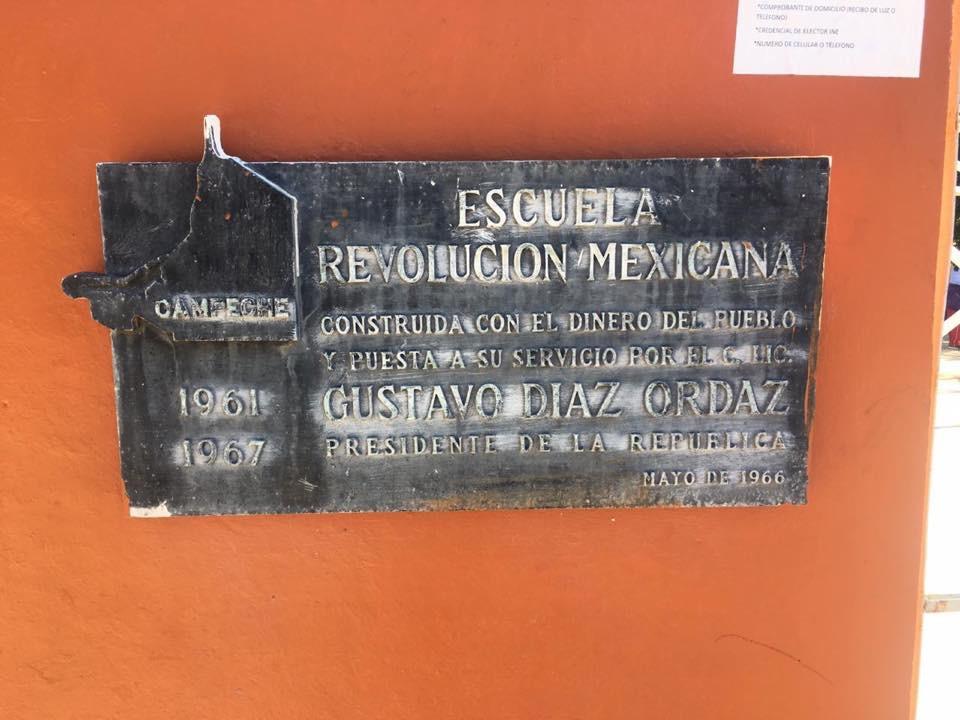 *COMPROBANTE DE DOMICILIO (RECIBO DE LUZ O
TELEFONO)
*CREDENCIAL DE ELECTOR INE
*NUMERO DE CELULAR O TELEFONO
ESCUELA
REVOLUCION MEXICANA
CAMPECHE
CONSTRUIDA CON EL DINERO DEL PUEBLO
Y PUESTA A SU SERVICIO POR EL C. LIC.
1961
GUSTAVO DIAZ ORDAZ
1967
PRESIDENTE DE LA REPUBLICA
MAYO DE 1966